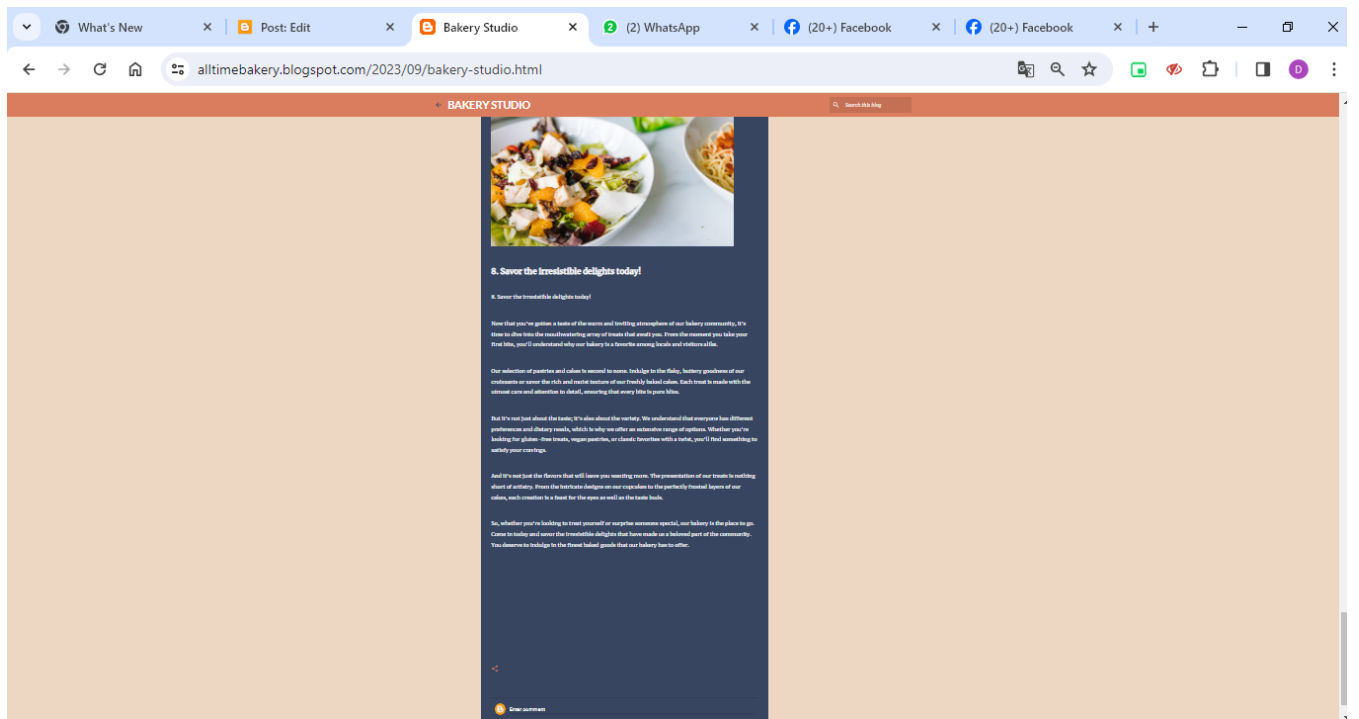 What's New
Post: Edit
Bakery Studio
2 (2) WhatsApp
(20+) Facebook
(20+) Facebook
alltimebakery.blogspot.com/2023/09/bakery-studio.html
D
BAKERY STUDIO
Search this blog
8. Savor the irresistible delights today!
8. Savor the irresistible delights today!
Now that you've gotten a taste of the warm and inviting atmosphere of our bakery community, it's
time to dive into the mouthwatering array of treats that await you. From the moment you take your
first bite, you'll understand why our bakery is a favorite among locals and visitors alike.
Our selection of pastries and cakes is second to none. Indulge in the flaky, buttery goodness of our
croissants or savor the rich and moist texture of our freshly baked cakes. Each treat is made with the
utmost care and attention to detail, ensuring that every bite is pure bliss.
But it's not just about the taste; it's also about the variety. We understand that everyone has different
preferences and dietary needs, which is why we offer an extensive range of options. Whether you're
looking for gluten-free treats, vegan pastries, or classic favorites with a twist, you'll find something to
satisfy your cravings.
And it's not just the flavors that will leave you wanting more. The presentation of our treats is nothing
short of artistry. From the intricate designs on our cupcakes to the perfectly frosted layers of our
cakes, each creation is a feast for the eyes as well as the taste buds.
So, whether you're looking to treat yourself or surprise someone special, our bakery is the place to go.
Come in today and savor the irresistible delights that have made us a beloved part of the community.
You deserve to indulge in the finest baked goods that our bakery has to offer.
Enter comment